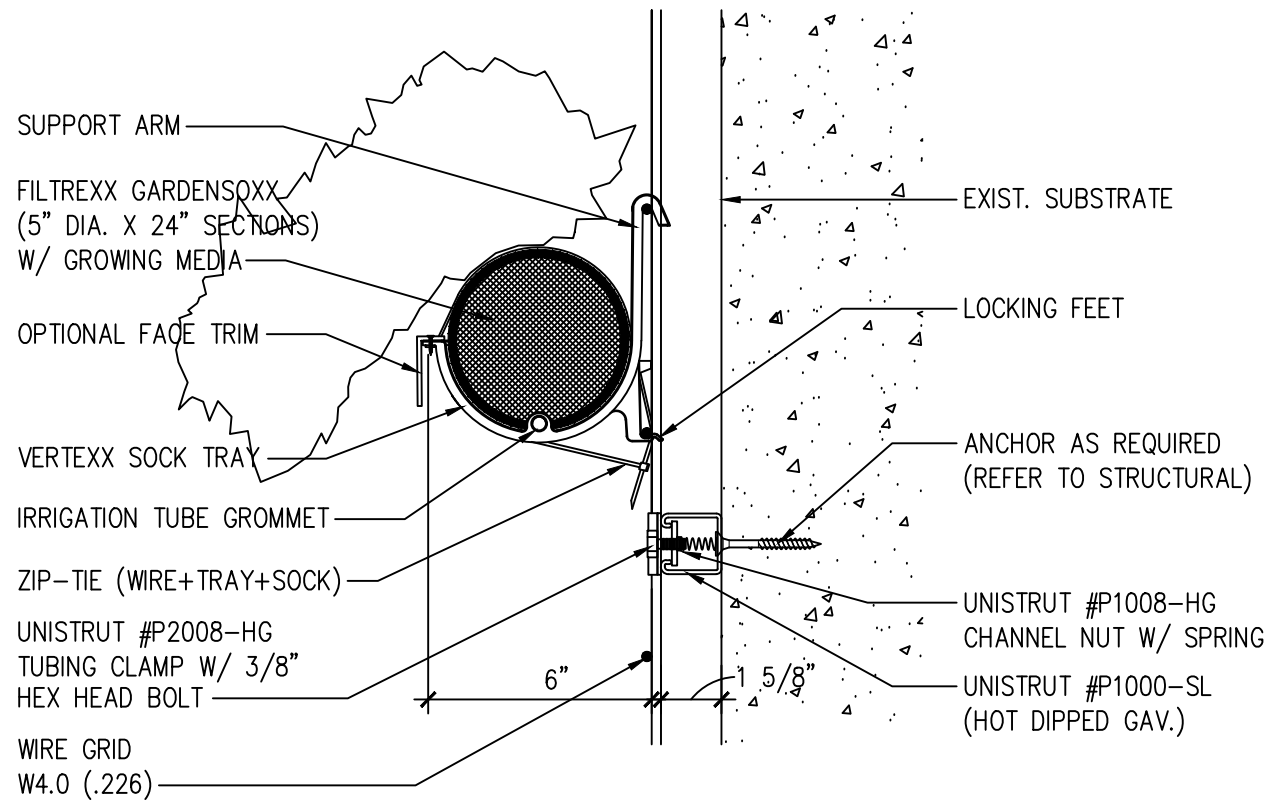 SUPPORT ARM
FILTREXX GARDENSOXX
(5" DIA. X 24" SECTIONS)
W/ GROWING MEDIA
OPTIONAL FACE TRIM
VERTEXX SOCK TRAY
IRRIGATION TUBE GROMMET
ZIP-TIE (WIRE+TRAY+SOCK)
UNISTRUT #P2008-HG
TUBING CLAMP W/ 3/8"
HEX HEAD BOLT
WIRE GRID
W4.0 (.226)
6"
1 5/8"
EXIST. SUBSTRATE
LOCKING FEET
ANCHOR AS REQUIRED
(REFER TO STRUCTURAL)
UNISTRUT #P1008-HG
CHANNEL NUT W/ SPRING
UNISTRUT #P1000-SL
(HOT DIPPED GAV.)